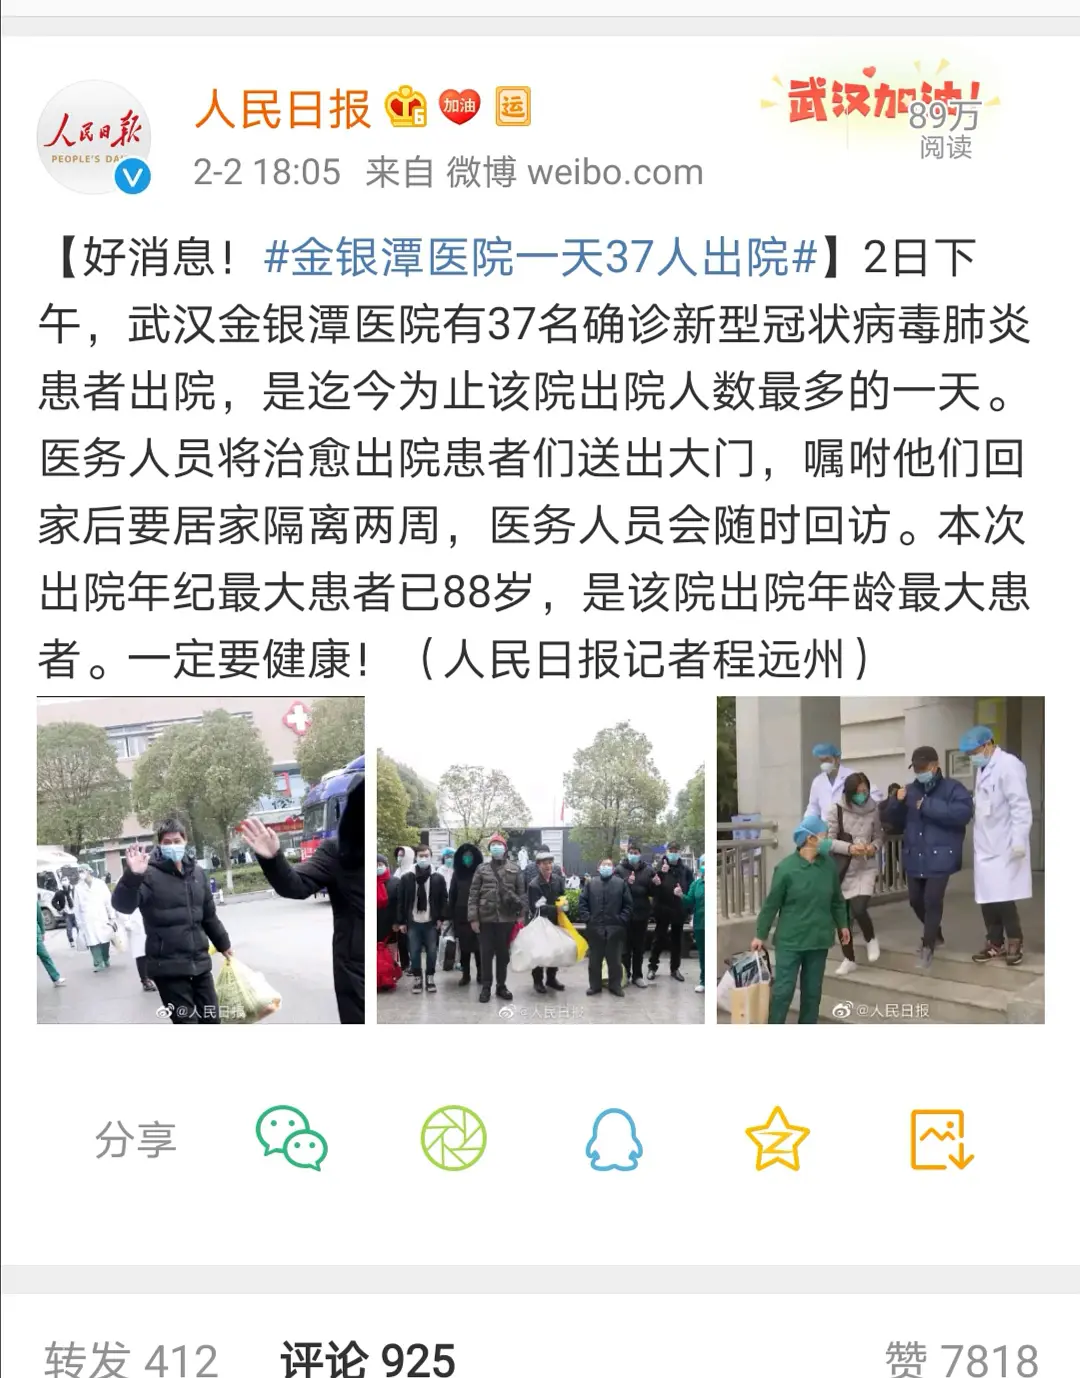 人民日报
PEOPLE'S DA
人民日报 加油 运
武汉加油!
89万
阅读
2-2 18:05 来自 微博 weibo.com
【好消息！#金银潭医院一天37人出院#】2日下
午，武汉金银潭医院有37名确诊新型冠状病毒肺炎
患者出院，是迄今为止该院出院人数最多的一天。
医务人员将治愈出院患者们送出大门，嘱咐他们回
家后要居家隔离两周，医务人员会随时回访。本次
出院年纪最大患者已88岁，是该院出院年龄最大患
者。一定要健康！（人民日报记者程远州）
@人民日报
@人民日报
@人民日报
分享
转发 412 评论 925 赞 7818